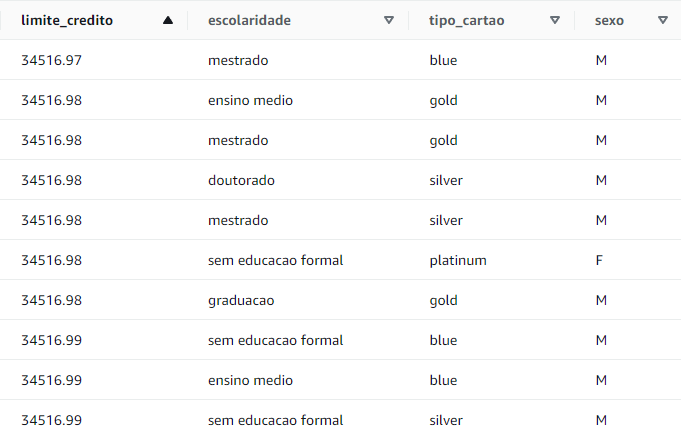 limite_credito escolaridade tipo_cartao sexo
34516.97 mestrado blue M
34516.98 ensino medio gold M
34516.98 mestrado gold M
34516.98 doutorado silver M
34516.98 mestrado silver M
34516.98 sem educacao formal platinum F
34516.98 graduacao gold M
34516.99 sem educacao formal blue M
34516.99 ensino medio blue M
34516.99 sem educacao formal silver M